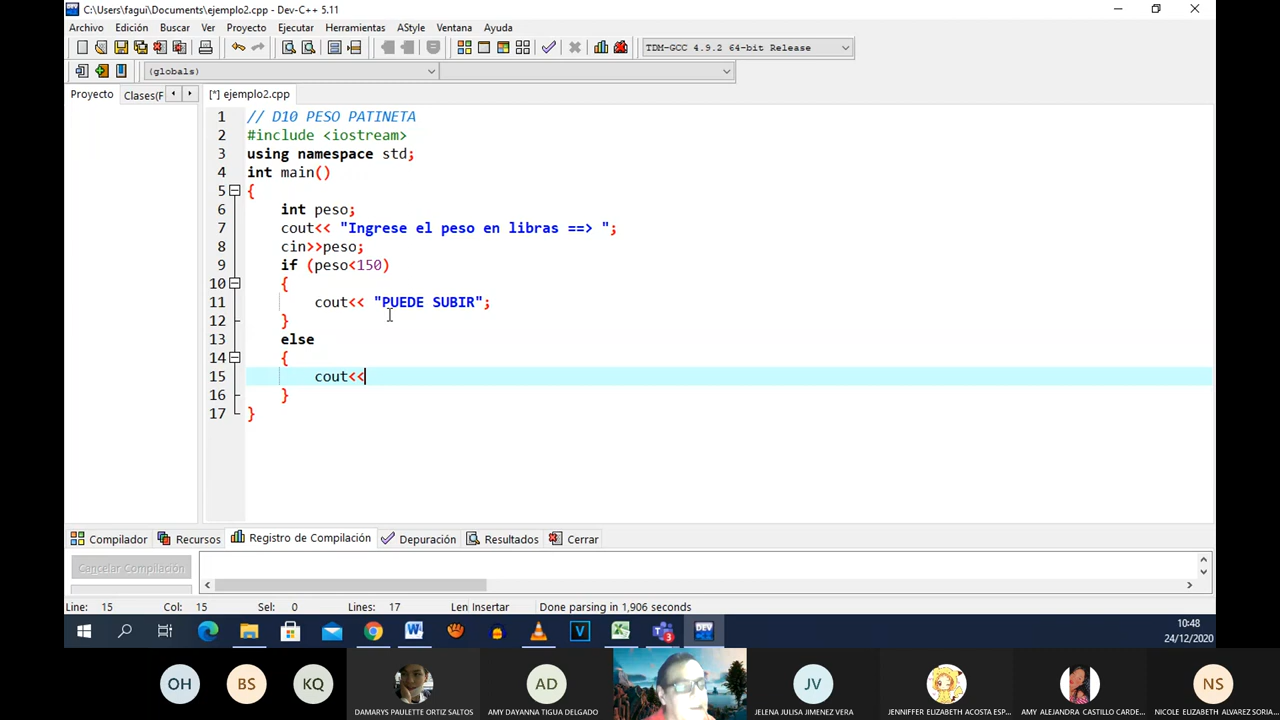 C:\Users\fagui\Documents\ejemplo2.cpp - Dev-C++ 5.11
Archivo Edición Buscar Ver Proyecto Ejecutar Herramientas AStyle Ventana Ayuda
TDM-GCC 4.9.2 64-bit Release
(globals)
Proyecto Clases(F [*] ejemplo2.cpp
1 // D10 PESO PATINETA
2 #include <iostream>
3 using namespace std;
4 int main()
5 {
6 int peso;
7 cout<< "Ingrese el peso en libras ==> ";
8 cin>>peso;
9 if (peso<150)
10 {
11 cout<< "PUEDE SUBIR";
12 }
13 else
14 {
15 cout<<
16 }
17 }
Compilador Recursos Registro de Compilación Depuración Resultados Cerrar
Cancelar Compilación
Line: 15 Col: 15 Sel: 0 Lines: 17 Len Insertar Done parsing in 1,906 seconds
10:48
24/12/2020
OH BS KQ AD JV NS
DAMARYS PAULETTE ORTIZ SALTOS AMY DAYANNA TIGUA DELGADO JELENA JULISA JIMENEZ VERA JENNIFFER ELIZABETH ACOSTA ESP... AMY ALEJANDRA CASTILLO CARDE... NICOLE ELIZABETH ALVAREZ SORIA...